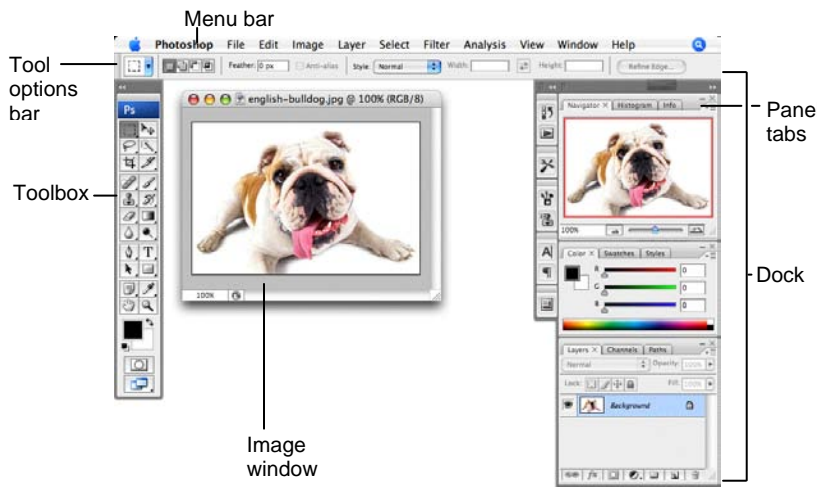 Menu bar
Photoshop File Edit Image Layer Select Filter Analysis View Window Help
Tool options bar
Feather: 0 px Anti-alias Style: Normal Width: Height: Refine Edge...
Ps
english-bulldog.jpg @ 100% (RGB/8)
Navigator × Histogram Info
Pane tabs
Toolbox
T
100%
A
Color × Swatches Styles
Dock
R 0
G 0
B 0
100%
Layers × Channels Paths
Normal Opacity: 100%
Lock: Fill: 100%
Background
Image window
fx